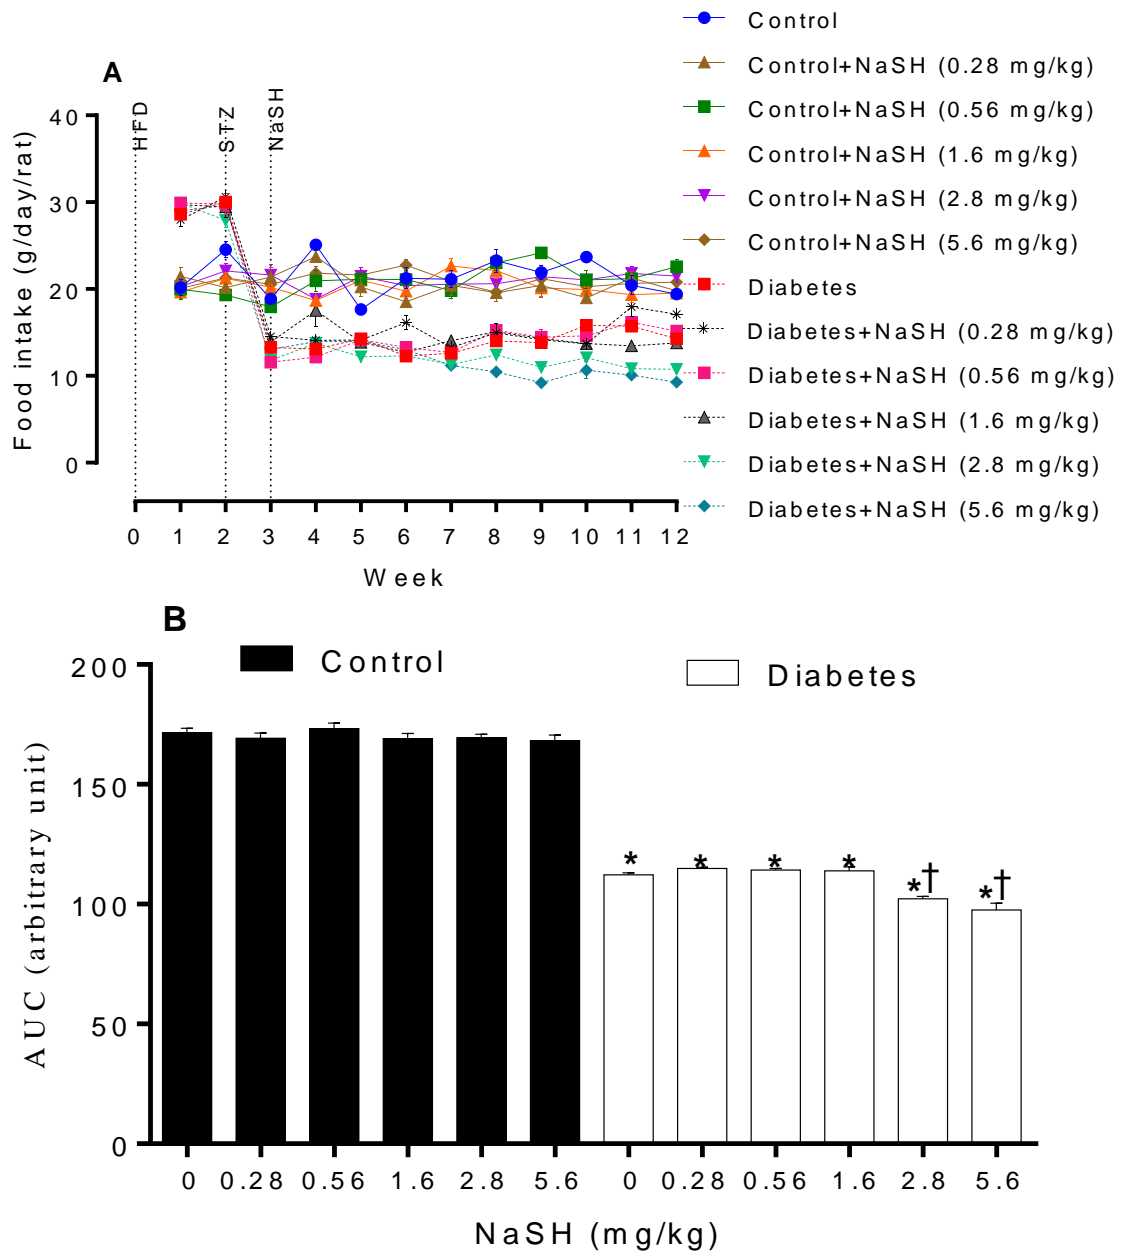 A
HFD
STZ
NaSH
Food intake (g/day/rat)
40
30
20
10
0
0 1 2 3 4 5 6 7 8 9 10 11 12
Week
Control
Control+NaSH (0.28 mg/kg)
Control+NaSH (0.56 mg/kg)
Control+NaSH (1.6 mg/kg)
Control+NaSH (2.8 mg/kg)
Control+NaSH (5.6 mg/kg)
Diabetes
Diabetes+NaSH (0.28 mg/kg)
Diabetes+NaSH (0.56 mg/kg)
Diabetes+NaSH (1.6 mg/kg)
Diabetes+NaSH (2.8 mg/kg)
Diabetes+NaSH (5.6 mg/kg)
B
Control
Diabetes
AUC (arbitrary unit)
200
150
100
50
0
* * * * *† *†
0 0.28 0.56 1.6 2.8 5.6 0 0.28 0.56 1.6 2.8 5.6
NaSH (mg/kg)